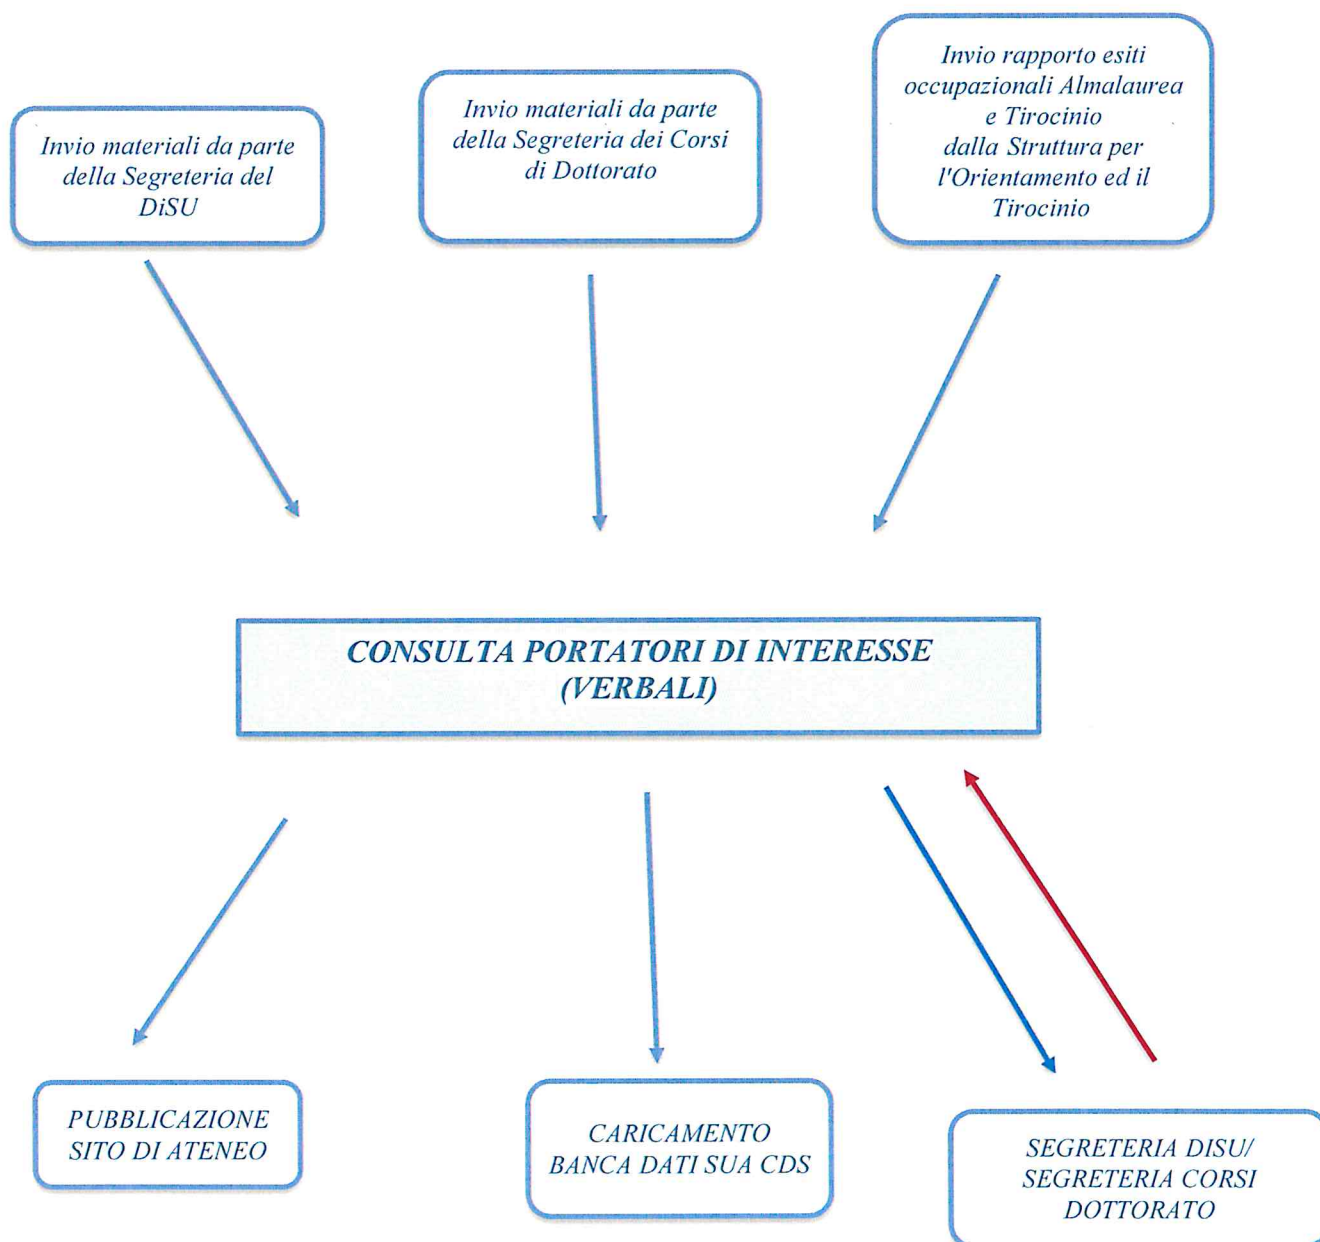 Invio materiali da parte
della Segreteria del
DiSU
Invio materiali da parte
della Segreteria dei Corsi
di Dottorato
Invio rapporto esiti
occupazionali Almalaurea
e Tirocinio
dalla Struttura per
l'Orientamento ed il
Tirocinio
CONSULTA PORTATORI DI INTERESSE
(VERBALI)
PUBBLICAZIONE
SITO DI ATENEO
CARICAMENTO
BANCA DATI SUA CDS
SEGRETERIA DISU/
SEGRETERIA CORSI
DOTTORATO